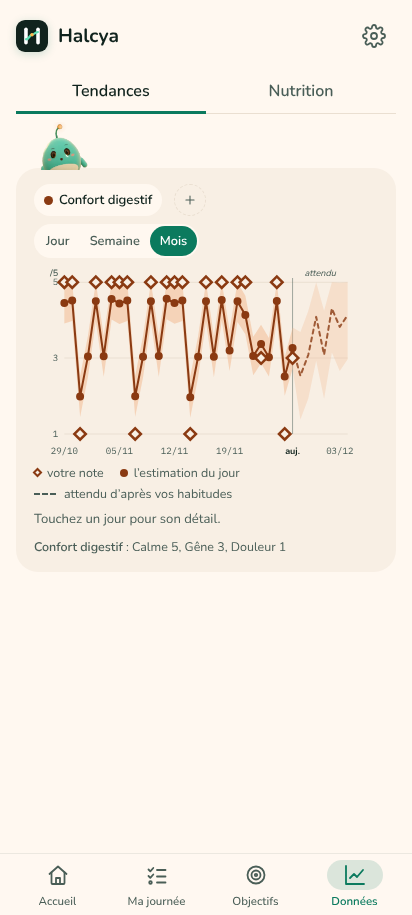 Halcya
Tendances
Nutrition
Confort digestif
+
Jour
Semaine
Mois
/5
attendu
5
3
1
29/10
05/11
12/11
19/11
auj.
03/12
votre note
l’estimation du jour
attendu d’après vos habitudes
Touchez un jour pour son détail.
Confort digestif : Calme 5, Gêne 3, Douleur 1
Accueil
Ma journée
Objectifs
Données